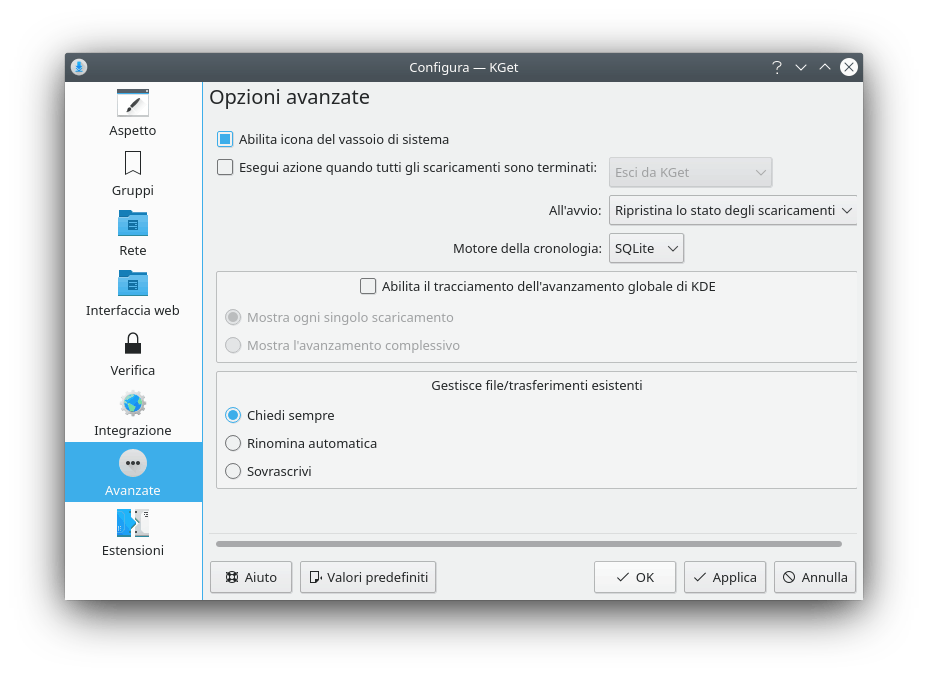 Configura — KGet
Aspetto
Gruppi
Rete
Interfaccia web
Verifica
Integrazione
Avanzate
Estensioni
Opzioni avanzate
Abilita icona del vassoio di sistema
Esegui azione quando tutti gli scaricamenti sono terminati: Esci da KGet
All'avvio: Ripristina lo stato degli scaricamenti
Motore della cronologia: SQLite
Abilita il tracciamento dell'avanzamento globale di KDE
Mostra ogni singolo scaricamento
Mostra l'avanzamento complessivo
Gestisce file/trasferimenti esistenti
Chiedi sempre
Rinomina automatica
Sovrascrivi
Aiuto Valori predefiniti OK Applica Annulla